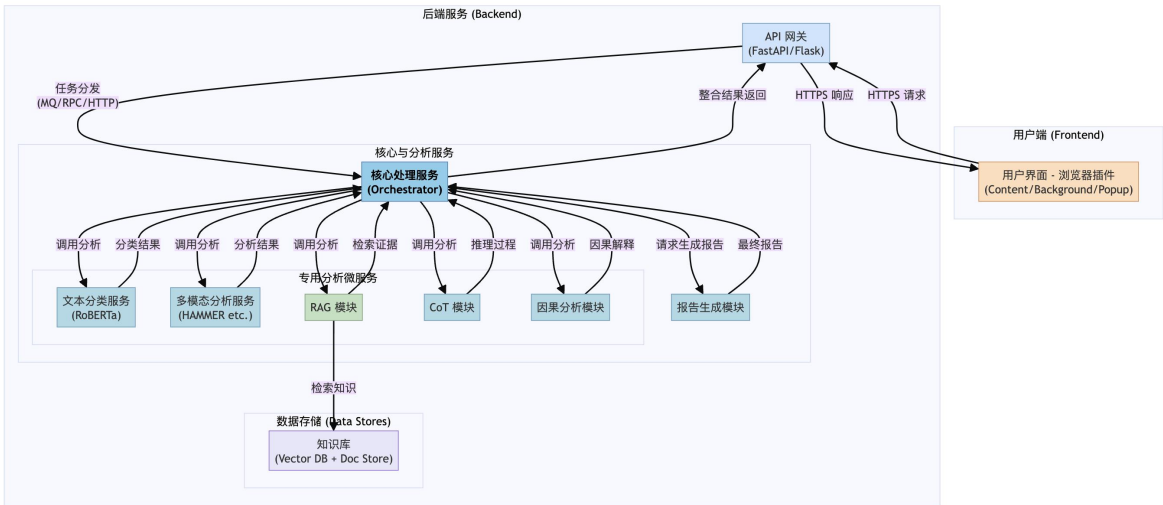 后端服务 (Backend)
API 网关
(FastAPI/Flask)
任务分发
(MQ/RPC/HTTP)
整合结果返回
HTTPS 响应
HTTPS 请求
用户端 (Frontend)
用户界面 - 浏览器插件
(Content/Background/Popup)
核心与分析服务
核心处理服务
(Orchestrator)
调用分析
分类结果
调用分析
分析结果
调用分析
检索证据
调用分析
推理过程
调用分析
因果解释
请求生成报告
最终报告
专用分析微服务
文本分类服务
(RoBERTa)
多模态分析服务
(HAMMER etc.)
RAG 模块
CoT 模块
因果分析模块
报告生成模块
检索知识
数据存储 (Data Stores)
知识库
(Vector DB + Doc Store)